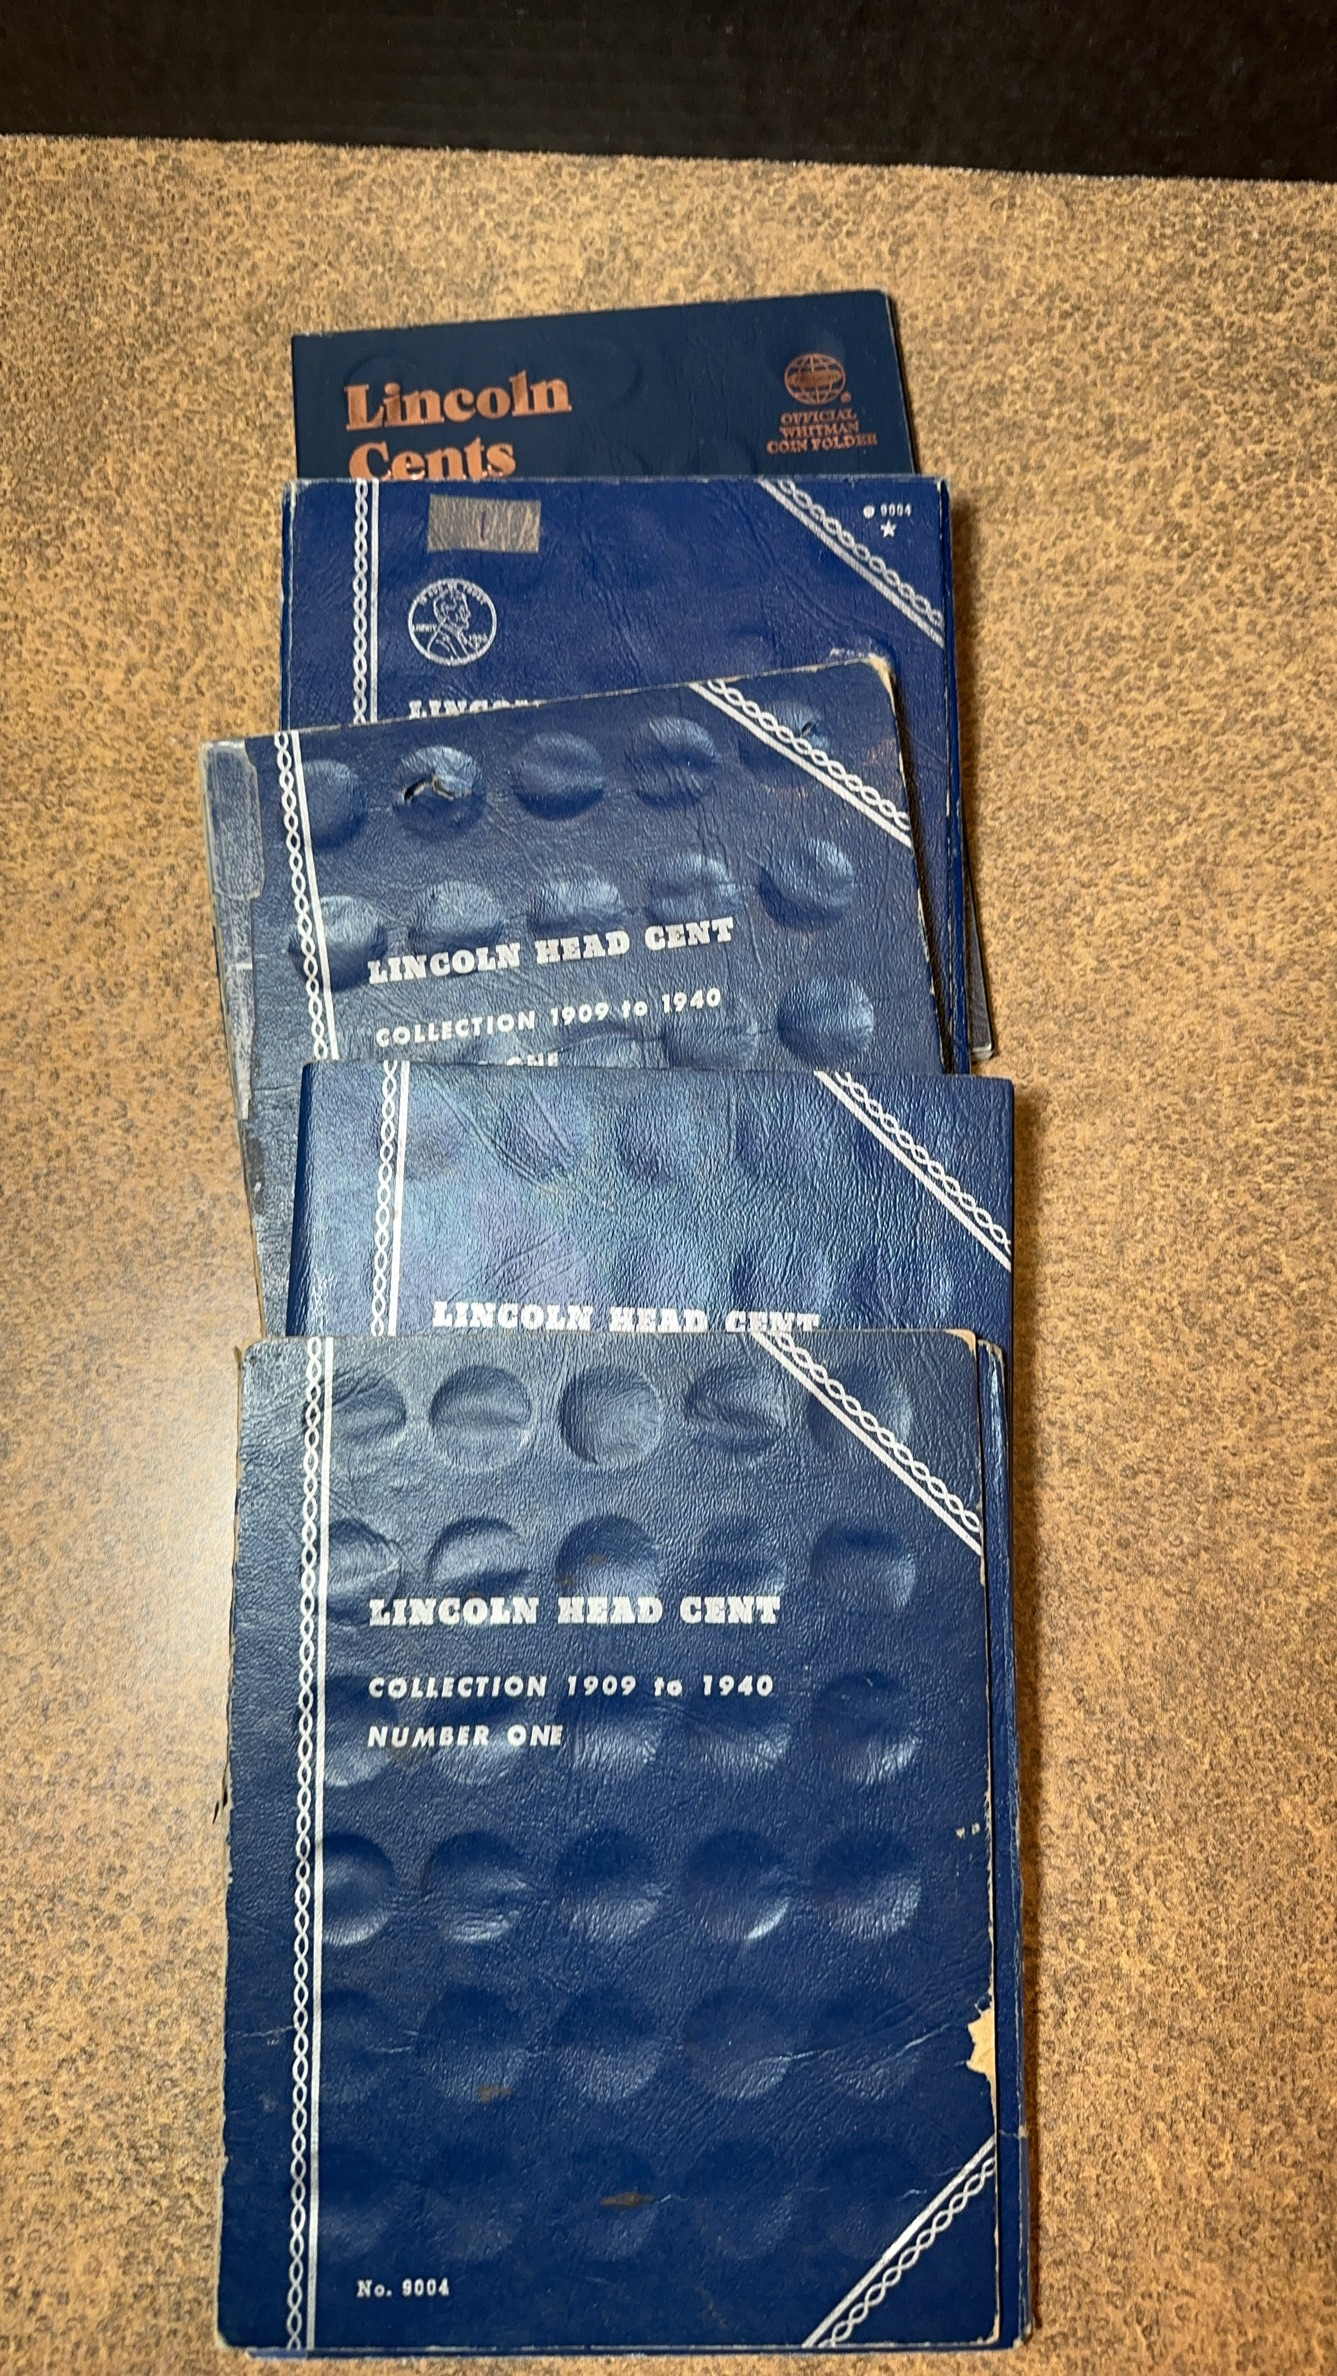 Lincoln
Cents
OFFICIAL
WHITMAN
COIN FOLDER
9004
LINCOLN HEAD CENT
COLLECTION 1909 to 1940
ONE
LINCOLN HEAD CENT
LINCOLN HEAD CENT
COLLECTION 1909 to 1940
NUMBER ONE
No. 9004